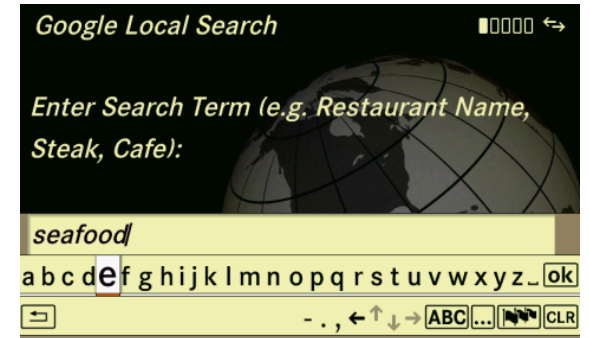 Google Local Search
Enter Search Term (e.g. Restaurant Name,
Steak, Cafe):
seafood
a b c d e f g h i j k l m n o p q r s t u v w x y z ␣ ok
- . , ← ↑ ↓ → ABC ... CLR